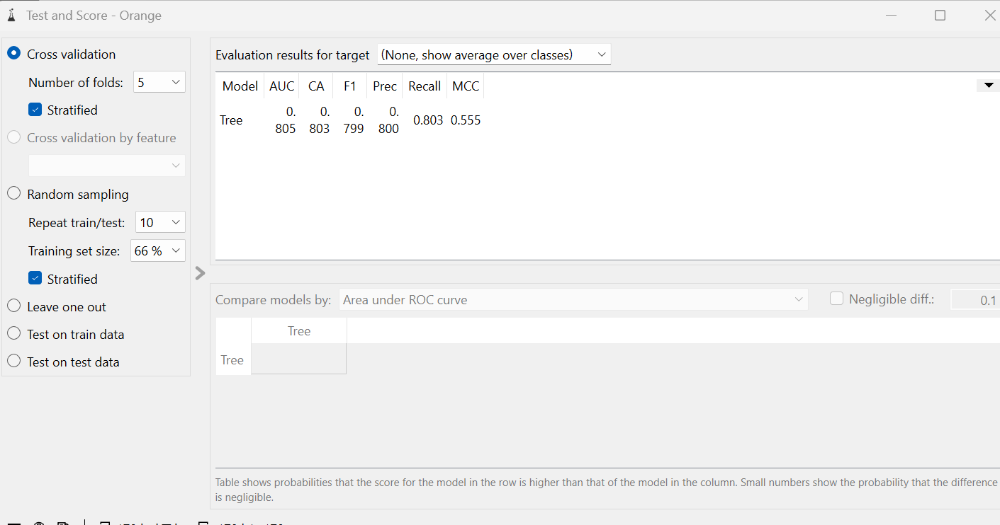 Test and Score - Orange
Cross validation
Number of folds: 5
Stratified
Cross validation by feature
Random sampling
Repeat train/test: 10
Training set size: 66 %
Stratified
Leave one out
Test on train data
Test on test data
Evaluation results for target (None, show average over classes)
Model AUC CA F1 Prec Recall MCC
Tree 0.805 0.803 0.799 0.800 0.803 0.555
Compare models by: Area under ROC curve Negligible diff.: 0.1
Tree
Tree
Table shows probabilities that the score for the model in the row is higher than that of the model in the column. Small numbers show the probability that the difference
is negligible.